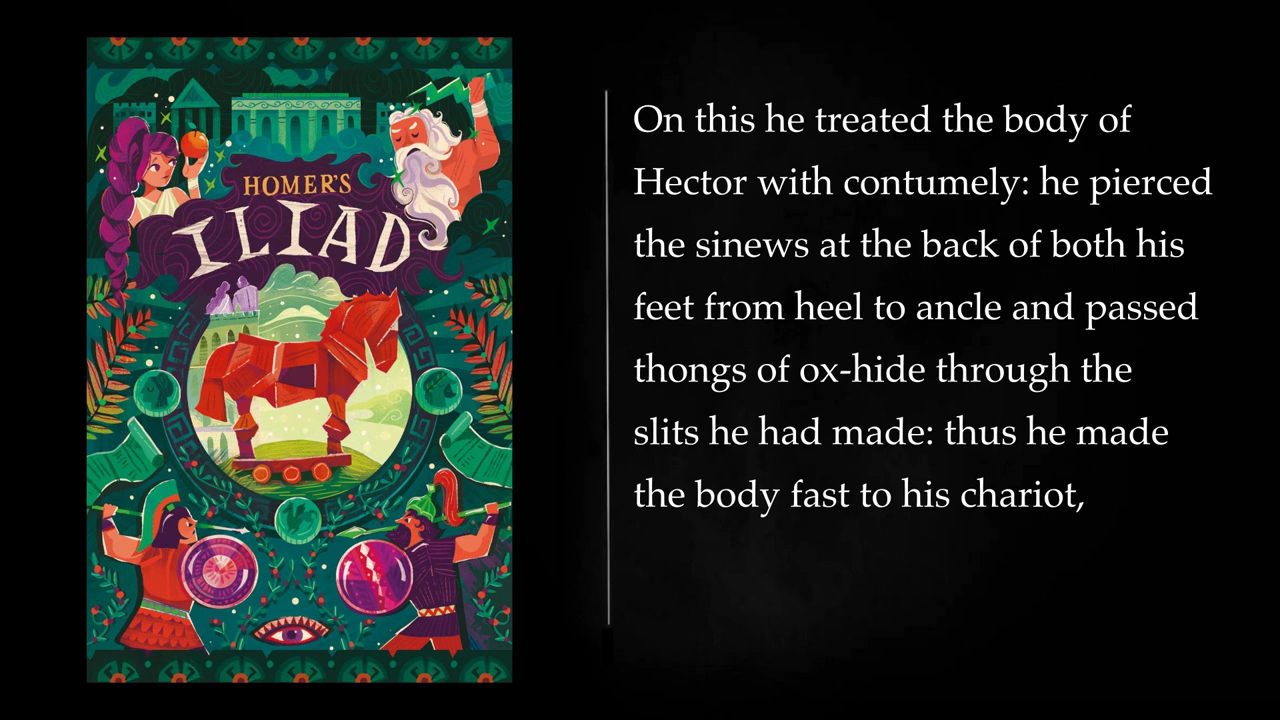 HOMER'S
ILIAD
On this he treated the body of
Hector with contumely: he pierced
the sinews at the back of both his
feet from heel to ancle and passed
thongs of ox-hide through the
slits he had made: thus he made
the body fast to his chariot,